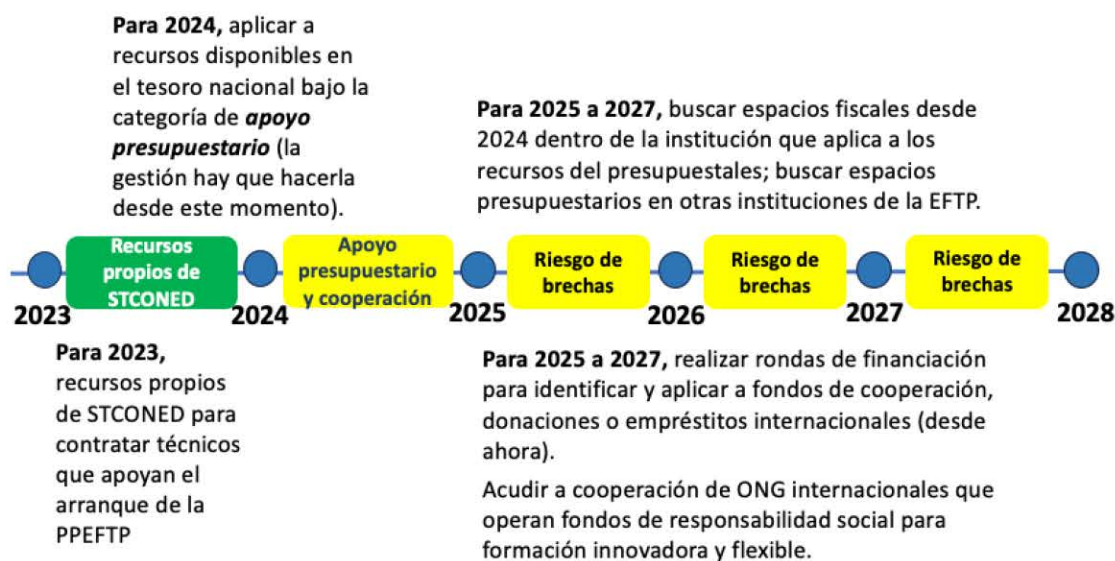 Para 2024, aplicar a
recursos disponibles en
el tesoro nacional bajo la
categoría de apoyo
presupuestario (la
gestión hay que hacerla
desde este momento).
Para 2025 a 2027, buscar espacios fiscales desde
2024 dentro de la institución que aplica a los
recursos del presupuestales; buscar espacios
presupuestarios en otras instituciones de la EFTP.
Recursos
propios de
STCONED
Apoyo
presupuestario
y cooperación
Riesgo de
brechas
Riesgo de
brechas
Riesgo de
brechas
2023
2024
2025
2026
2027
2028
Para 2023,
recursos propios
de STCONED para
contratar técnicos
que apoyan el
arranque de la
PPEFTP
Para 2025 a 2027, realizar rondas de financiación
para identificar y aplicar a fondos de cooperación,
donaciones o empréstitos internacionales (desde
ahora).
Acudir a cooperación de ONG internacionales que
operan fondos de responsabilidad social para
formación innovadora y flexible.